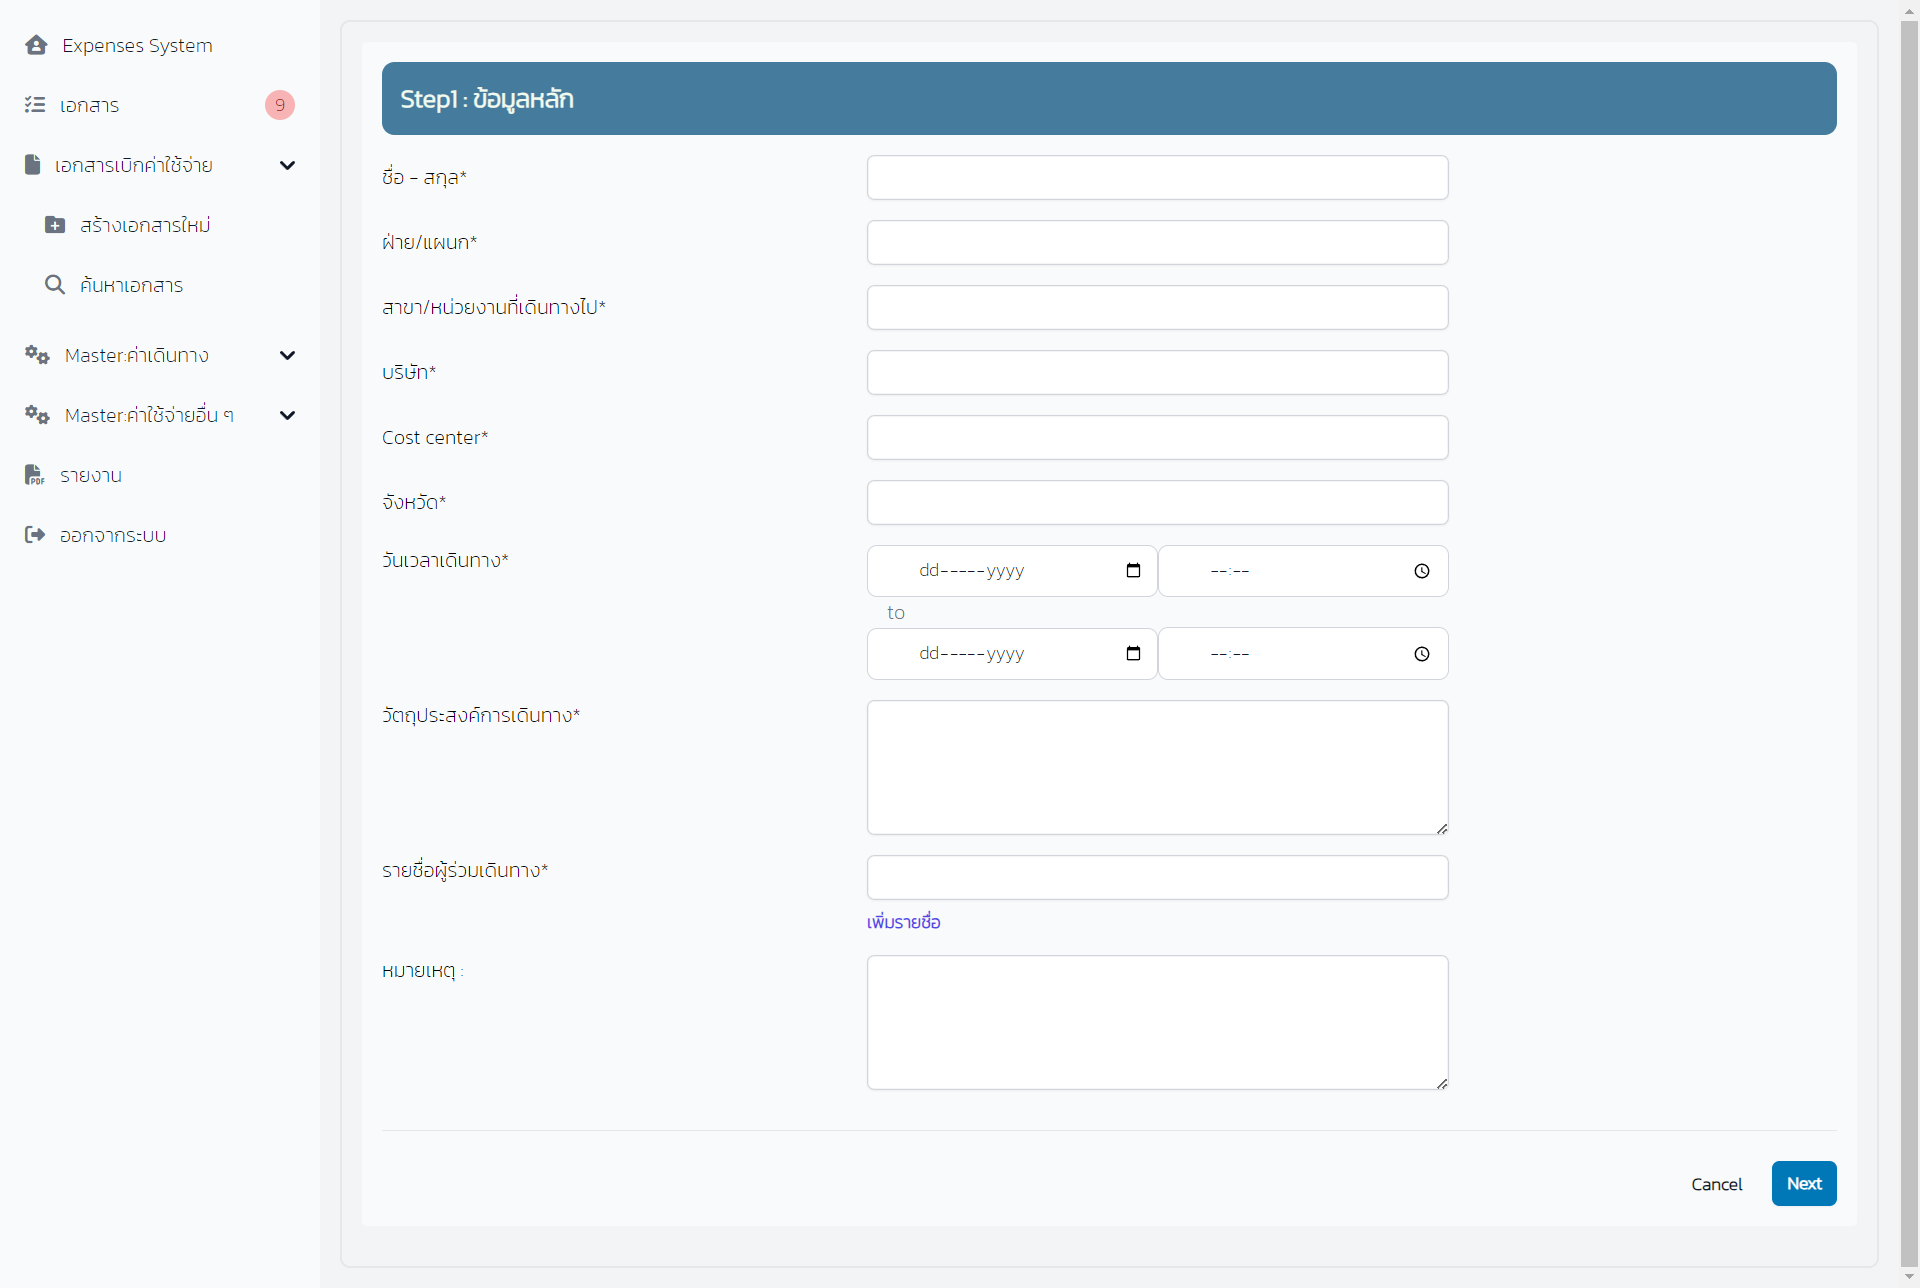 Expenses System
เอกสาร 9
เอกสารเบิกค่าใช้จ่าย
สร้างเอกสารใหม่
ค้นหาเอกสาร
Master:ค่าเดินทาง
Master:ค่าใช้จ่ายอื่น ๆ
PDF รายงาน
ออกจากระบบ
Step1 : ข้อมูลหลัก
ชื่อ - สกุล*
ฝ่าย/แผนก*
สาขา/หน่วยงานที่เดินทางไป*
บริษัท*
Cost center*
จังหวัด*
วันเวลาเดินทาง* dd-----yyyy --:--
to
dd-----yyyy --:--
วัตถุประสงค์การเดินทาง*
รายชื่อผู้ร่วมเดินทาง*
เพิ่มรายชื่อ
หมายเหตุ :
Cancel Next